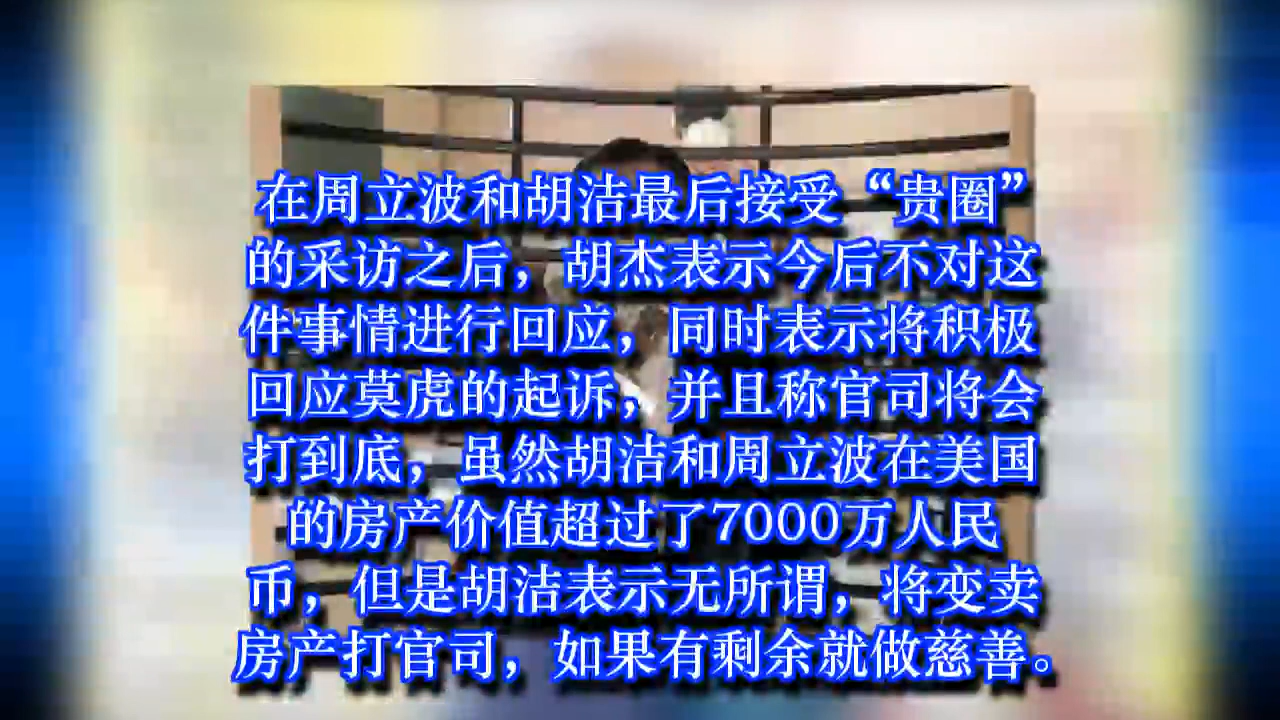 在周立波和胡洁最后接受“贵圈”
的采访之后，胡杰表示今后不对这
件事情进行回应，同时表示将积极
回应莫虎的起诉，并且称官司将会
打到底，虽然胡洁和周立波在美国
的房产价值超过了7000万人民
币，但是胡洁表示无所谓，将变卖
房产打官司，如果有剩余就做慈善。